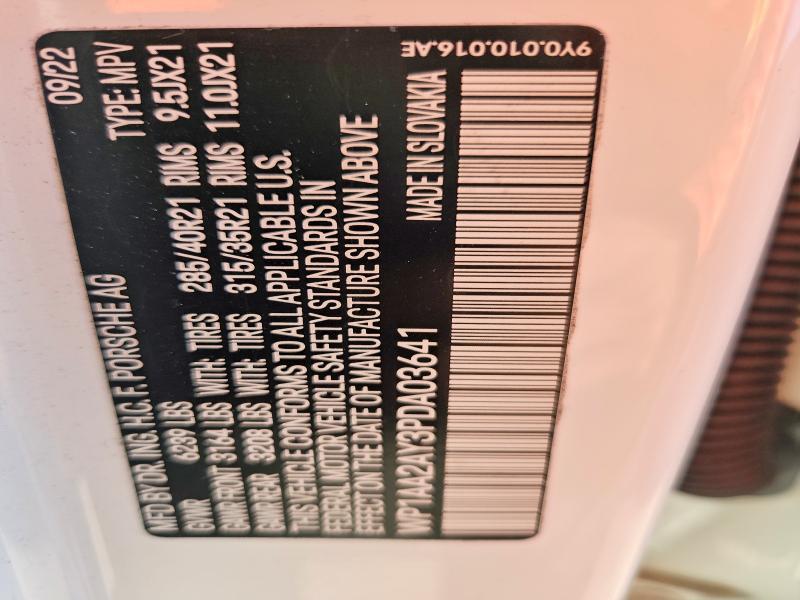 MFD BY DR. ING. H.C. F. PORSCHE AG 09/22
GVWR 6239 LBS TYPE: MPV
GAWR FRONT 3164 LBS WITH: TIRES 285/40R21 RIMS 9.5JX21
GAWR REAR 3208 LBS WITH: TIRES 315/35R21 RIMS 11.0JX21
THIS VEHICLE CONFORMS TO ALL APPLICABLE U.S.
FEDERAL MOTOR VEHICLE SAFETY STANDARDS IN
EFFECT ON THE DATE OF MANUFACTURE SHOWN ABOVE
WP1AA2AY3PDA03641 MADE IN SLOVAKIA
9Y0.010.016.AE